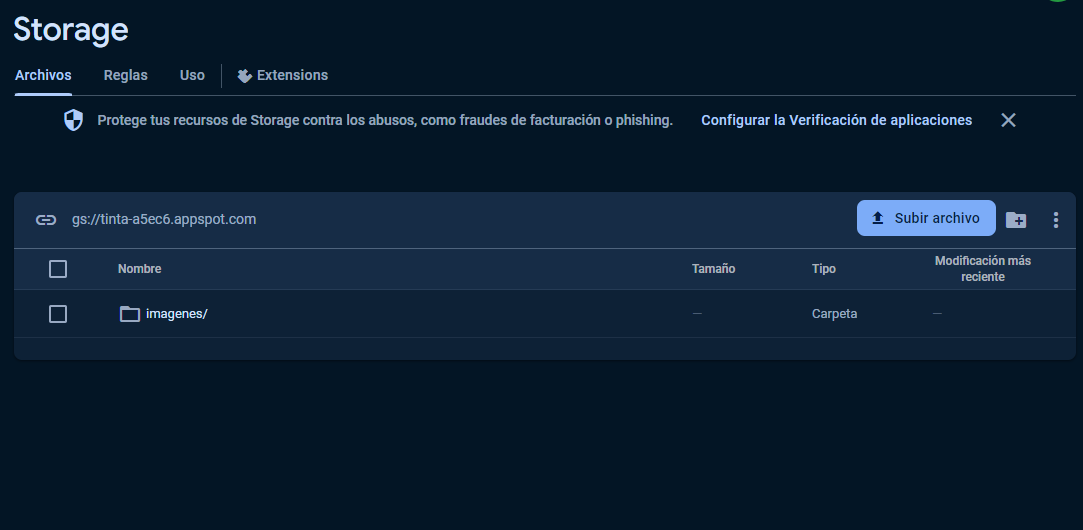 Storage
Archivos Reglas Uso Extensions
Protege tus recursos de Storage contra los abusos, como fraudes de facturación o phishing. Configurar la Verificación de aplicaciones
gs://tinta-a5ec6.appspot.com Subir archivo
Nombre Tamaño Tipo Modificación más
reciente
imagenes/ — Carpeta —